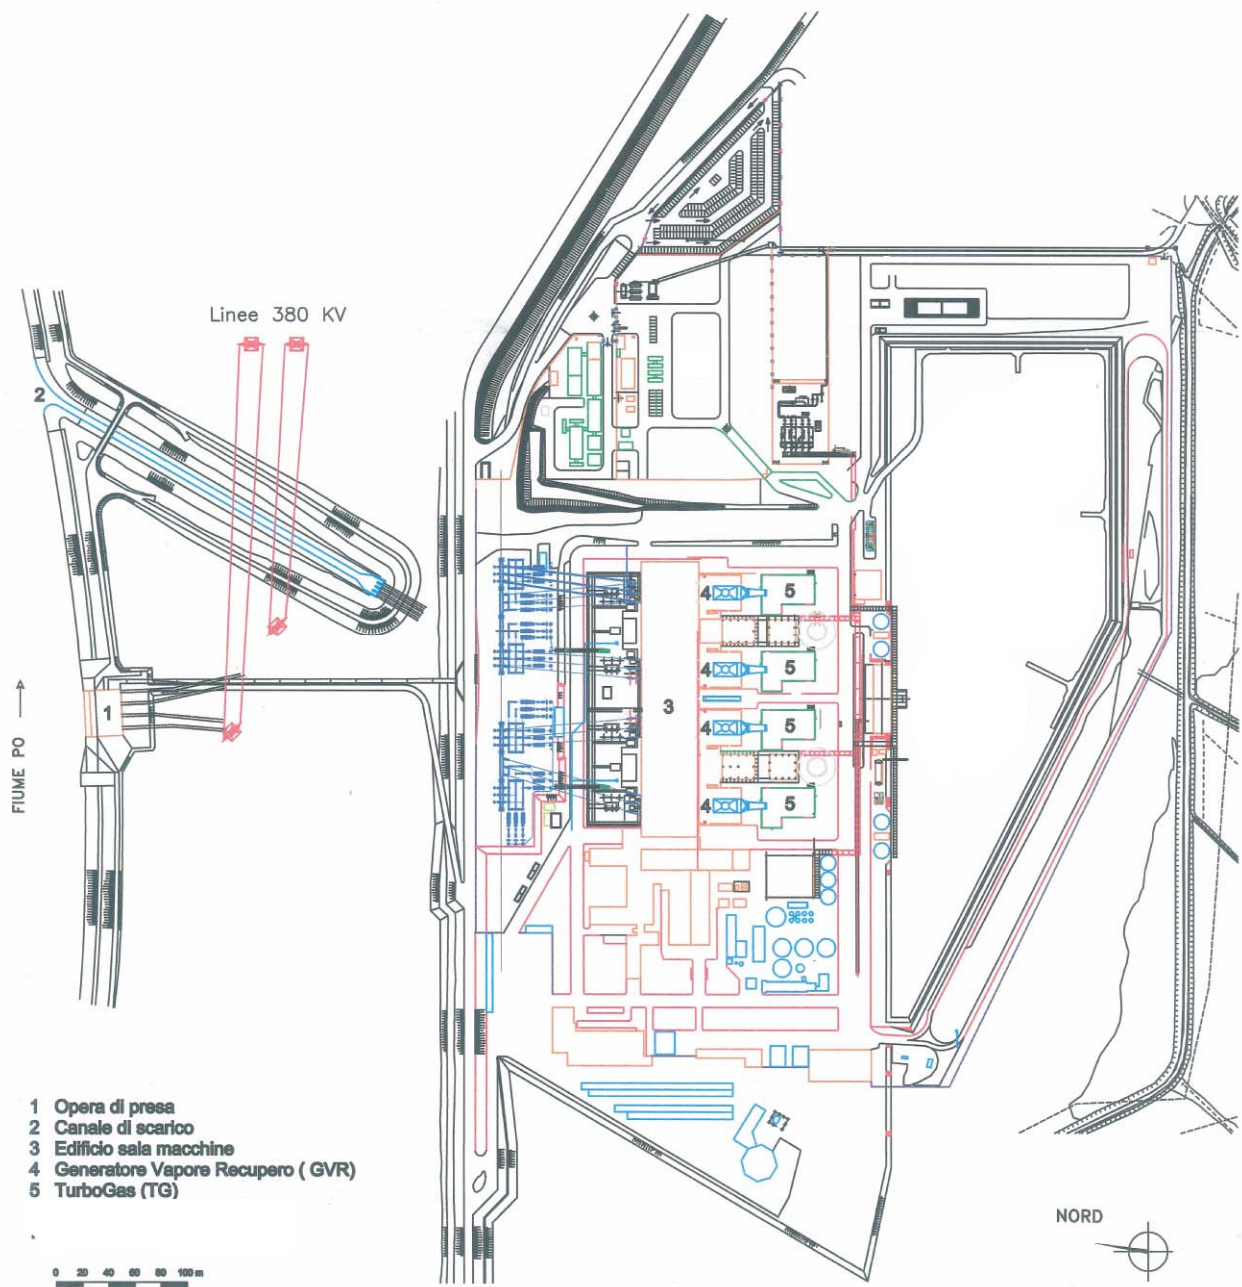 Linee 380 KV
2
1
FIUME PO
3
4
5
4
5
4
5
4
5
1 Opera di presa
2 Canale di scarico
3 Edificio sala macchine
4 Generatore Vapore Recupero ( GVR)
5 TurboGas (TG)
NORD
0 20 40 60 80 100 m